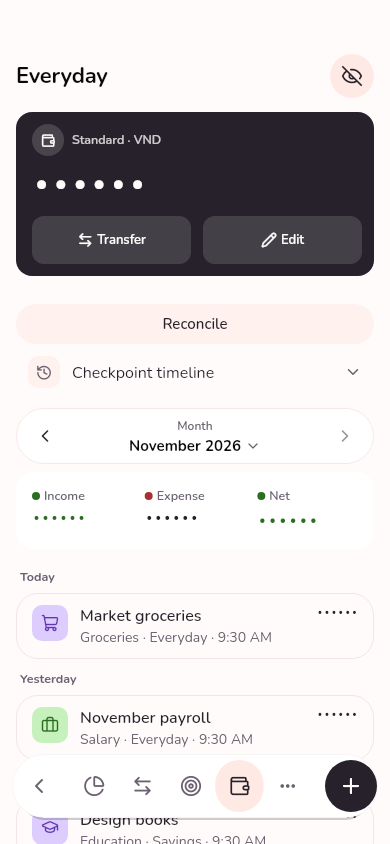 Everyday
Standard · VND
Transfer
Edit
Reconcile
Checkpoint timeline
Month
November 2026
Income
Expense
Net
Today
Market groceries
Groceries · Everyday · 9:30 AM
Yesterday
November payroll
Salary · Everyday · 9:30 AM
Design books
Education · Savings · 9:30 AM